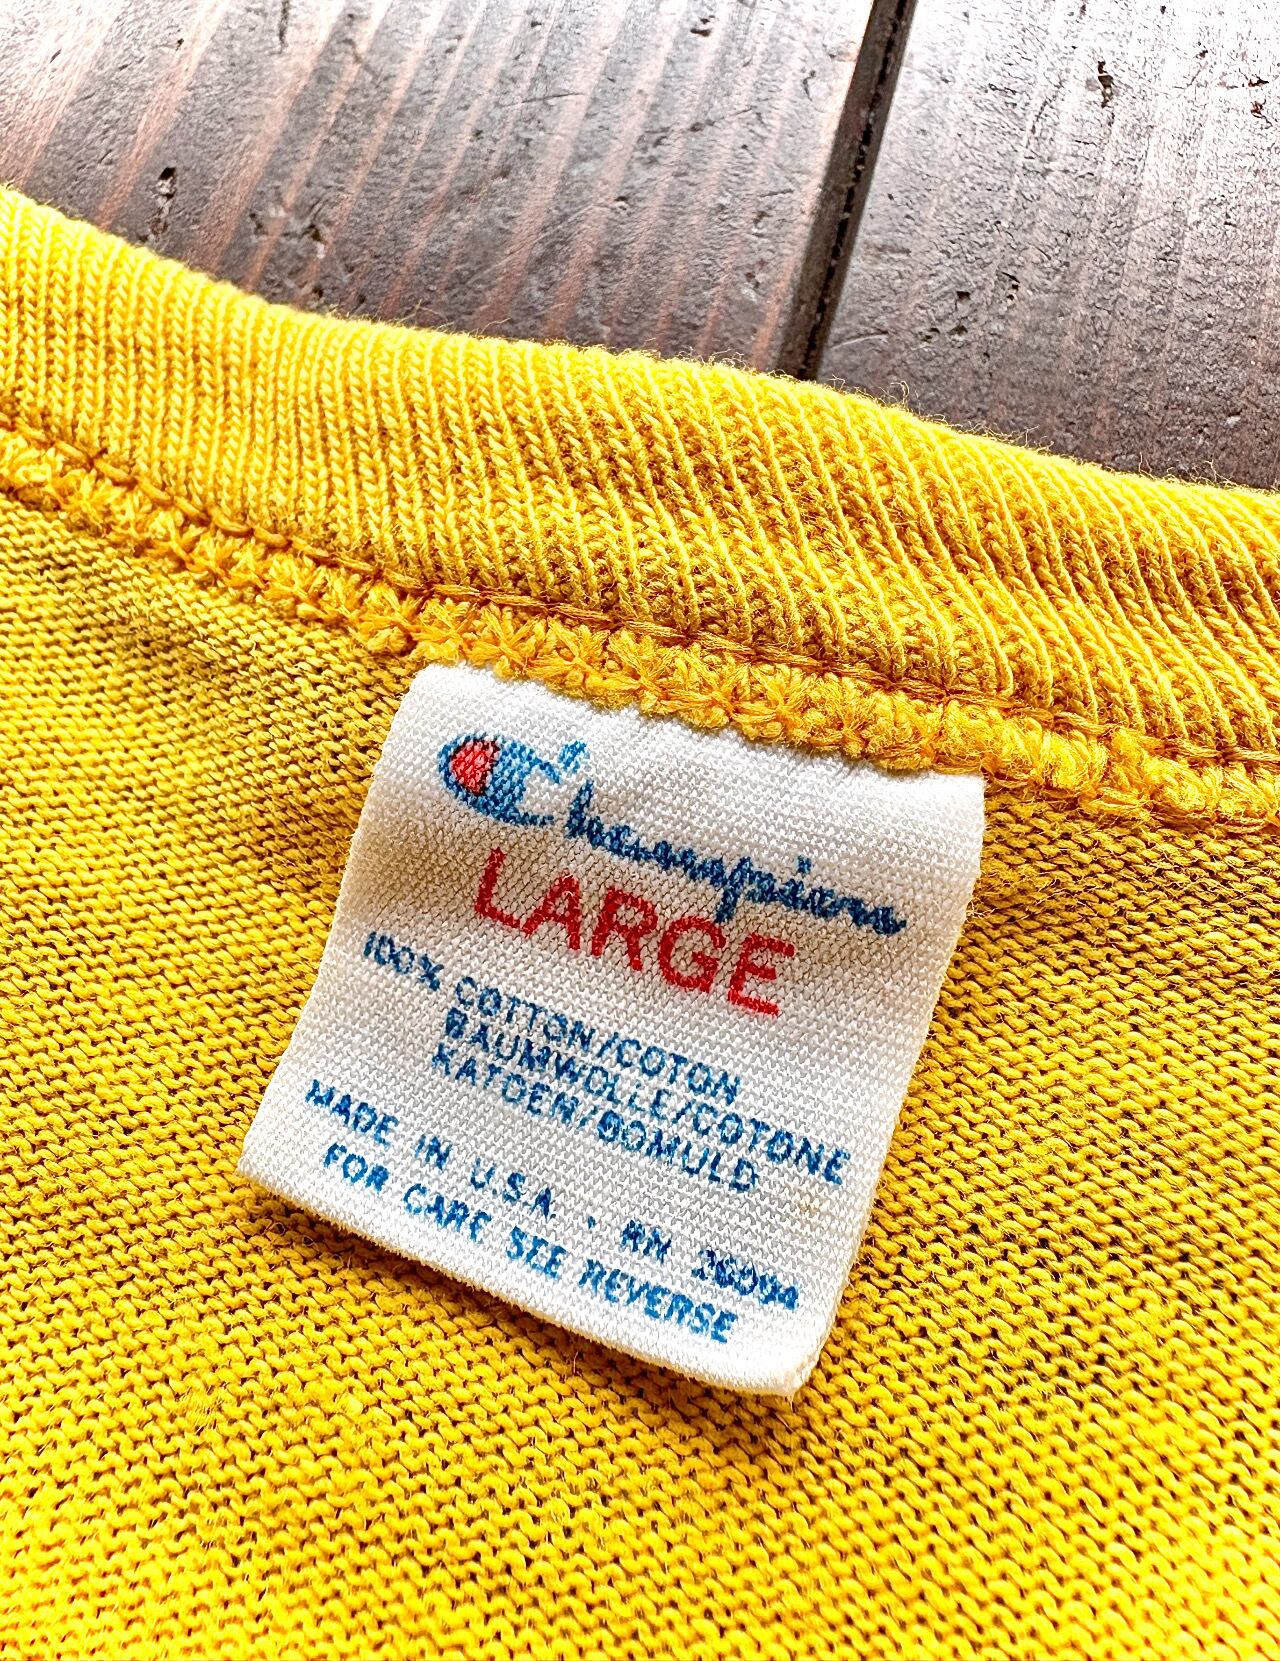 Champion
LARGE
100% COTTON/COTON
BAUMWOLLE/COTONE
KATOEN/BOMULD
MADE IN U.S.A. • RN 26094
FOR CARE SEE REVERSE